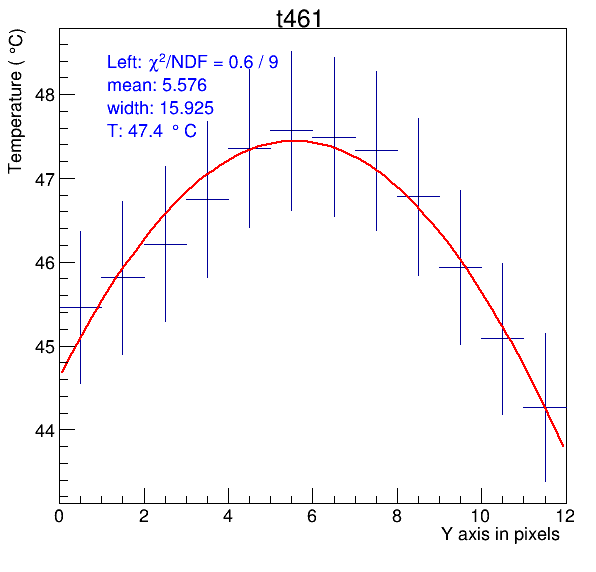 t461
Temperature ( °C)
Left: χ²/NDF = 0.6 / 9
mean: 5.576
width: 15.925
T: 47.4 ° C
48
47
46
45
44
0 2 4 6 8 10 12
Y axis in pixels